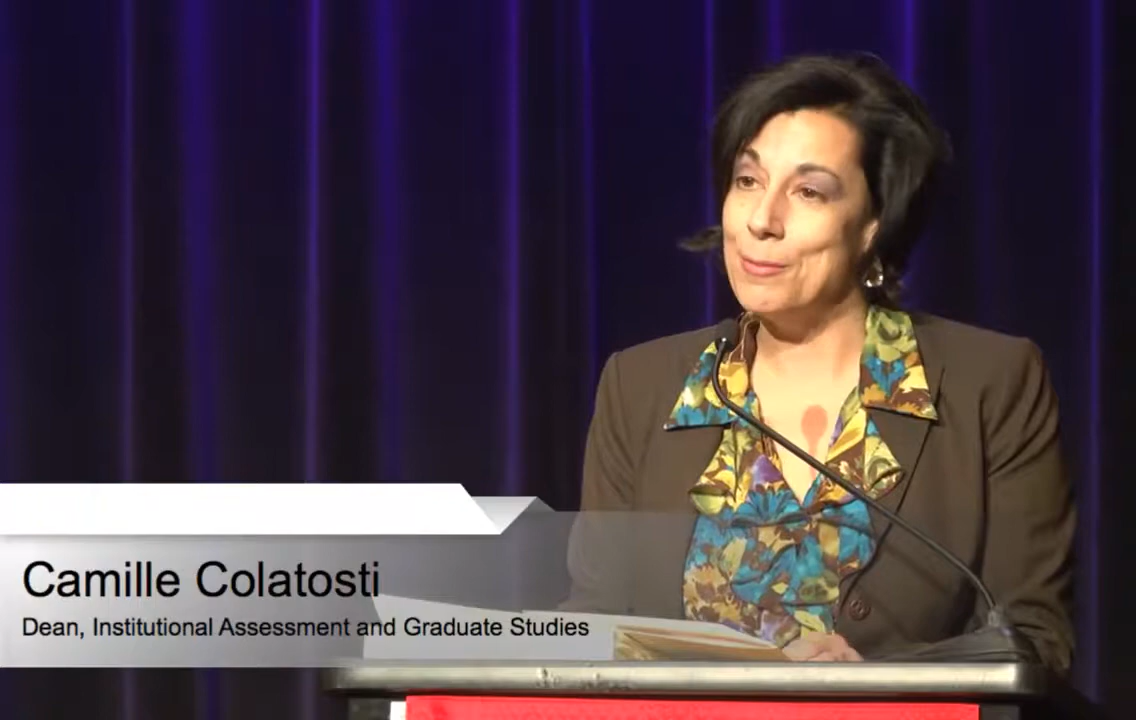 Camille Colatosti
Dean, Institutional Assessment and Graduate Studies